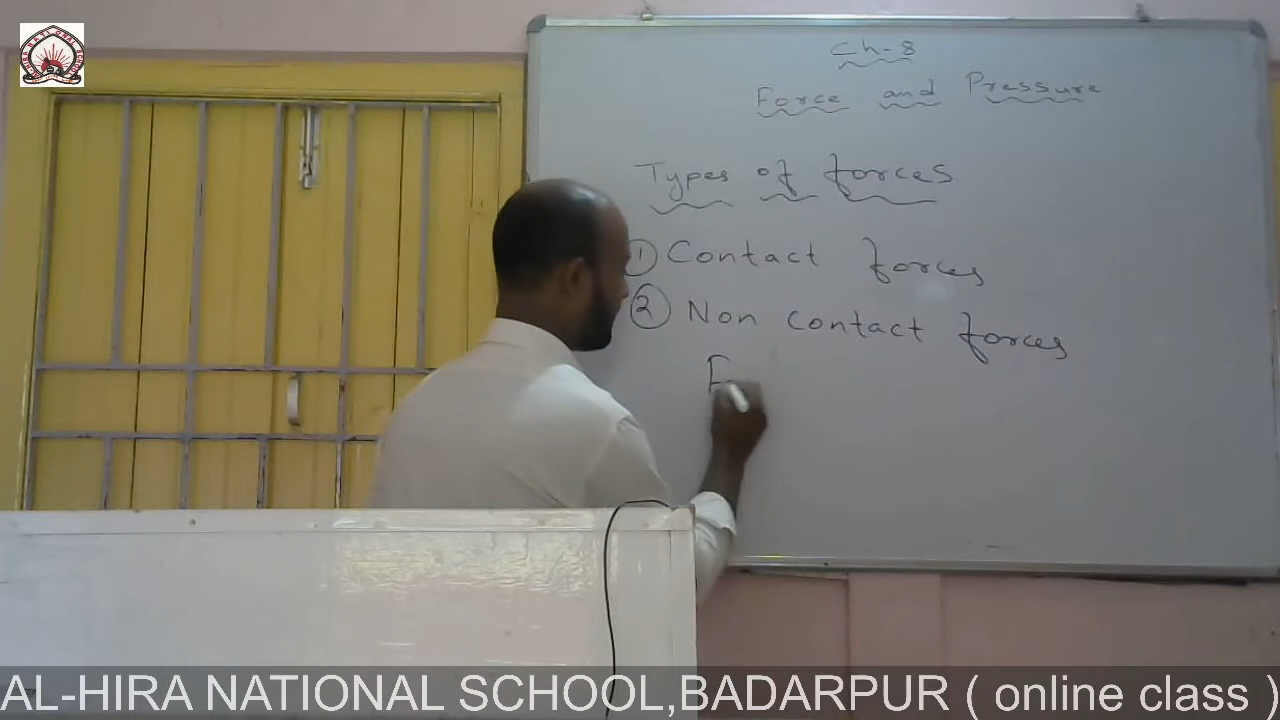 Ch-8
Force and Pressure
Types of forces
① Contact forces
② Non contact forces
F
AL-HIRA NATIONAL SCHOOL,BADARPUR ( online class )